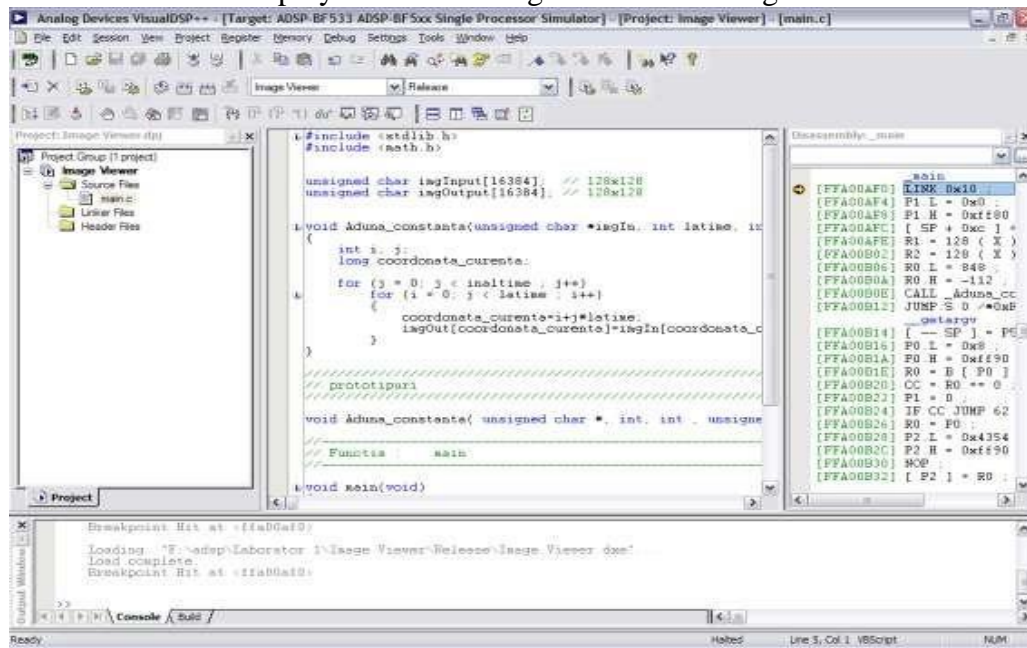 Analog Devices VisualDSP++ - [Target: ADSP-BF533 ADSP-BF5xx Single Processor Simulator] - [Project: Image Viewer] - [main.c]
File Edit Session View Project Register Memory Debug Settings Tools Window Help
Image Viewer Release
Project: Image Viewer.dpj
Project Group (1 project)
Image Viewer
Source Files
main.c
Linker Files
Header Files
Project
#include <stdlib.h>
#include <math.h>
unsigned char imgInput[16384]; // 128x128
unsigned char imgOutput[16384]; // 128x128
void Aduna_constanta(unsigned char *imgIn, int latime, in
{
int i, j;
long coordonata_curenta;
for (j = 0; j < inaltime ; j++)
for (i = 0; j < latime ; i++)
{
coordonata_curenta=i+j*latime;
imgOut[coordonata_curenta]=imgIn[coordonata_c
}
}
////////////////////////////////////////////////////////
// prototipuri
////////////////////////////////////////////////////////
void Aduna_constanta( unsigned char *, int, int , unsigne
//------------------------------------------------------
// Functia : main
//------------------------------------------------------
void main(void)
Disassembly: _main
_main
[FFA00AF0] LINK 0x10 ;
[FFA00AF4] P1.L = 0x0 ;
[FFA00AF8] P1.H = 0xff80
[FFA00AFC] [ SP + 0xc ] =
[FFA00AFE] R1 = 128 ( X )
[FFA00B02] R2 = 128 ( X )
[FFA00B06] R0.L = 848 ;
[FFA00B0A] R0.H = -112 ;
[FFA00B0E] CALL _Aduna_cc
[FFA00B12] JUMP.S 0 /*0xF
__getargv
[FFA00B14] [ -- SP ] = P5
[FFA00B16] P0.L = 0x8 ;
[FFA00B1A] P0.H = 0xff90
[FFA00B1E] R0 = B [ P0 ]
[FFA00B20] CC = R0 == 0 ;
[FFA00B22] P1 = 0 ;
[FFA00B24] IF CC JUMP 62
[FFA00B26] R0 = P0 ;
[FFA00B28] P2.L = 0x4354
[FFA00B2C] P2.H = 0xff90
[FFA00B30] NOP ;
[FFA00B32] [ P2 ] = R0 ;
Output Window
Breakpoint Hit at <ffa00af0>
Loading: "F:\adsp\Laborator 1\Image Viewer\Release\Image Viewer.dxe"...
Load complete.
Breakpoint Hit at <ffa00af0>
>>
Console Build
Ready Halted Line 5, Col 1 VBScript NUM